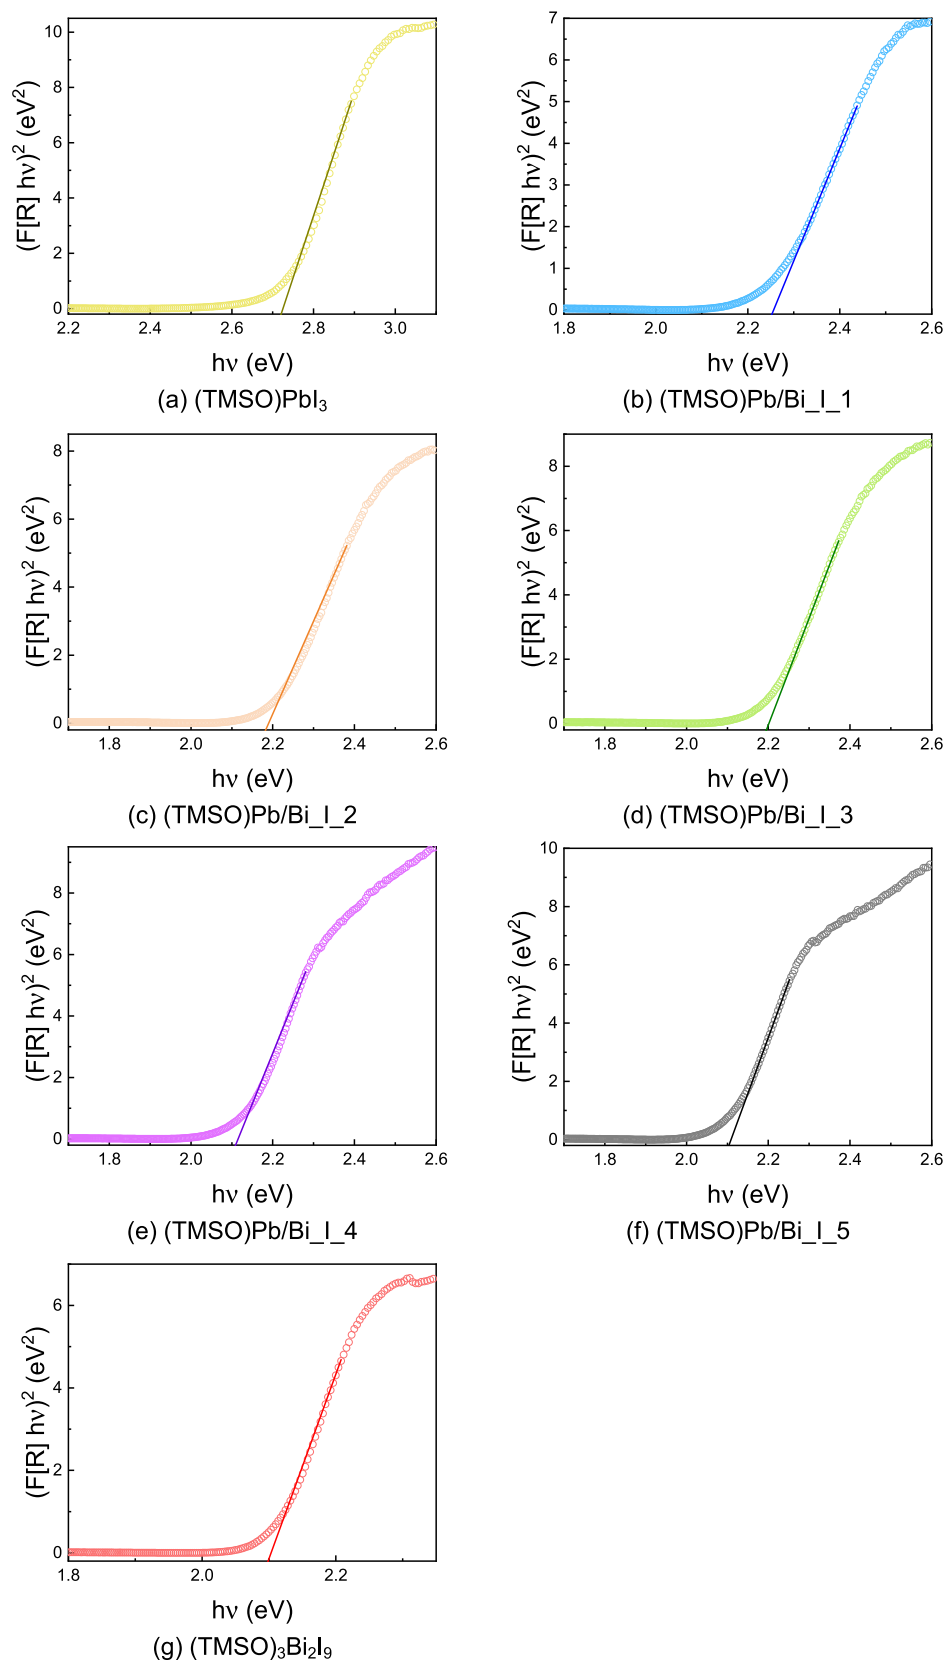 10
8
6
4
2
0
(F[R] hν)² (eV²)
2.2 2.4 2.6 2.8 3.0
hν (eV)
(a) (TMSO)PbI₃
7
6
5
4
3
2
1
0
(F[R] hν)² (eV²)
1.8 2.0 2.2 2.4 2.6
hν (eV)
(b) (TMSO)Pb/Bi_I_1
8
6
4
2
0
(F[R] hν)² (eV²)
1.8 2.0 2.2 2.4 2.6
hν (eV)
(c) (TMSO)Pb/Bi_I_2
8
6
4
2
0
(F[R] hν)² (eV²)
1.8 2.0 2.2 2.4 2.6
hν (eV)
(d) (TMSO)Pb/Bi_I_3
8
6
4
2
0
(F[R] hν)² (eV²)
1.8 2.0 2.2 2.4 2.6
hν (eV)
(e) (TMSO)Pb/Bi_I_4
10
8
6
4
2
0
(F[R] hν)² (eV²)
1.8 2.0 2.2 2.4 2.6
hν (eV)
(f) (TMSO)Pb/Bi_I_5
6
4
2
0
(F[R] hν)² (eV²)
1.8 2.0 2.2
hν (eV)
(g) (TMSO)₃Bi₂I₉